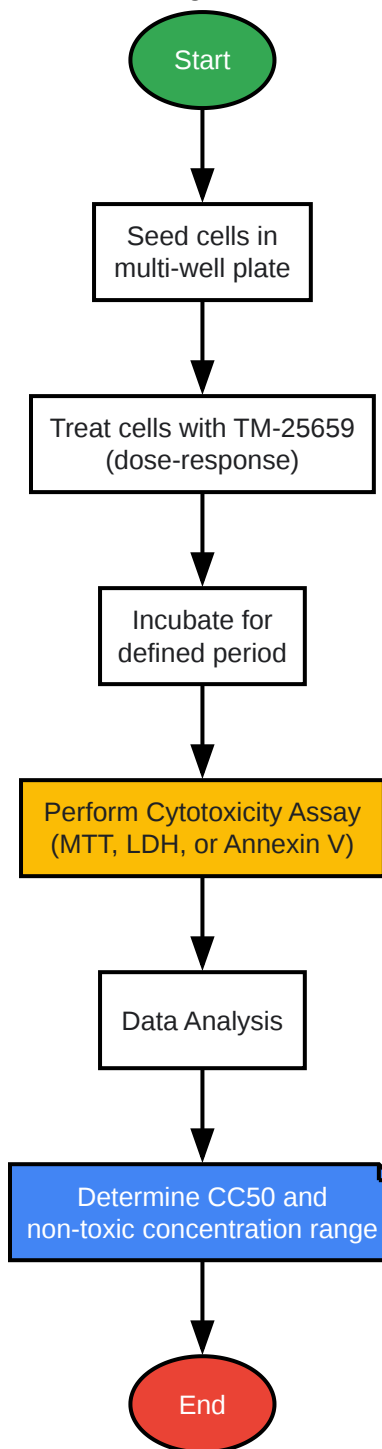 Start
Seed cells in
multi-well plate
Treat cells with TM-25659
(dose-response)
Incubate for
defined period
Perform Cytotoxicity Assay
(MTT, LDH, or Annexin V)
Data Analysis
Determine CC50 and
non-toxic concentration range
End